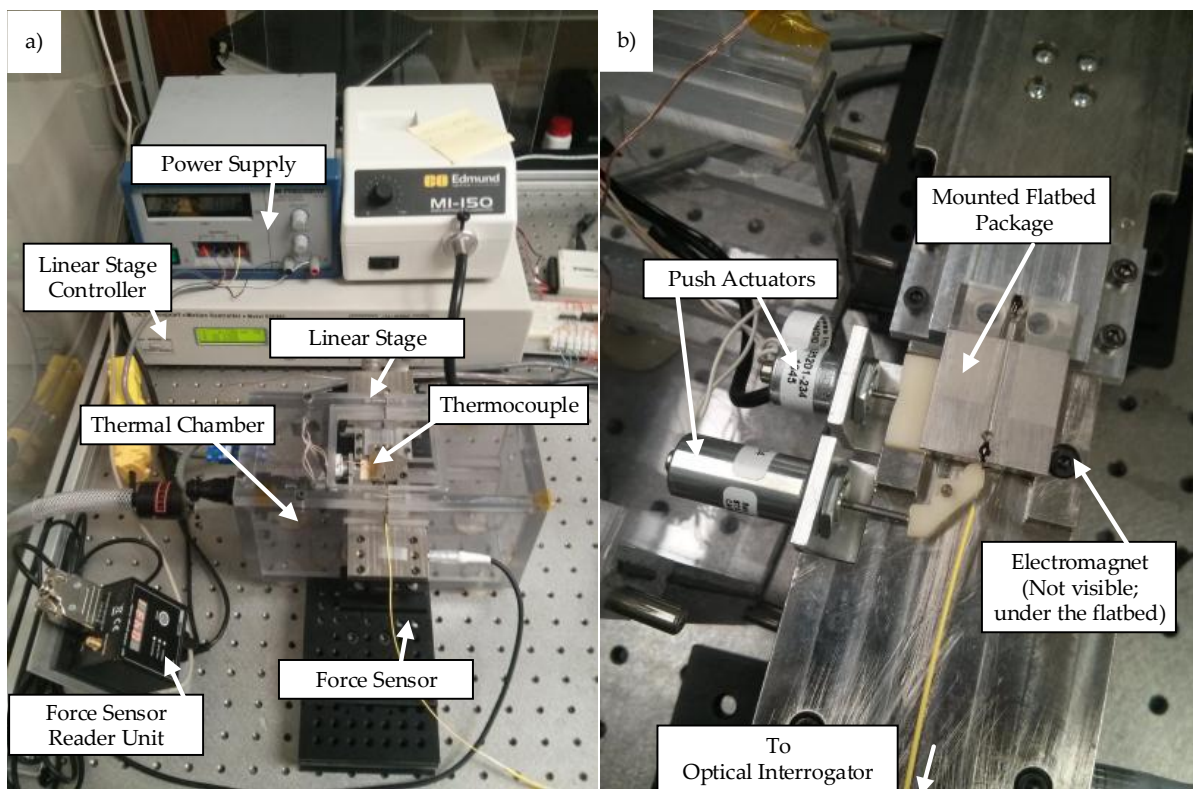 a)
Power Supply
Edmund
MI-150
Linear Stage
Controller
Linear Stage
Thermocouple
Thermal Chamber
Force Sensor
Force Sensor
Reader Unit
b)
Mounted Flatbed
Package
Push Actuators
Electromagnet
(Not visible;
under the flatbed)
To
Optical Interrogator